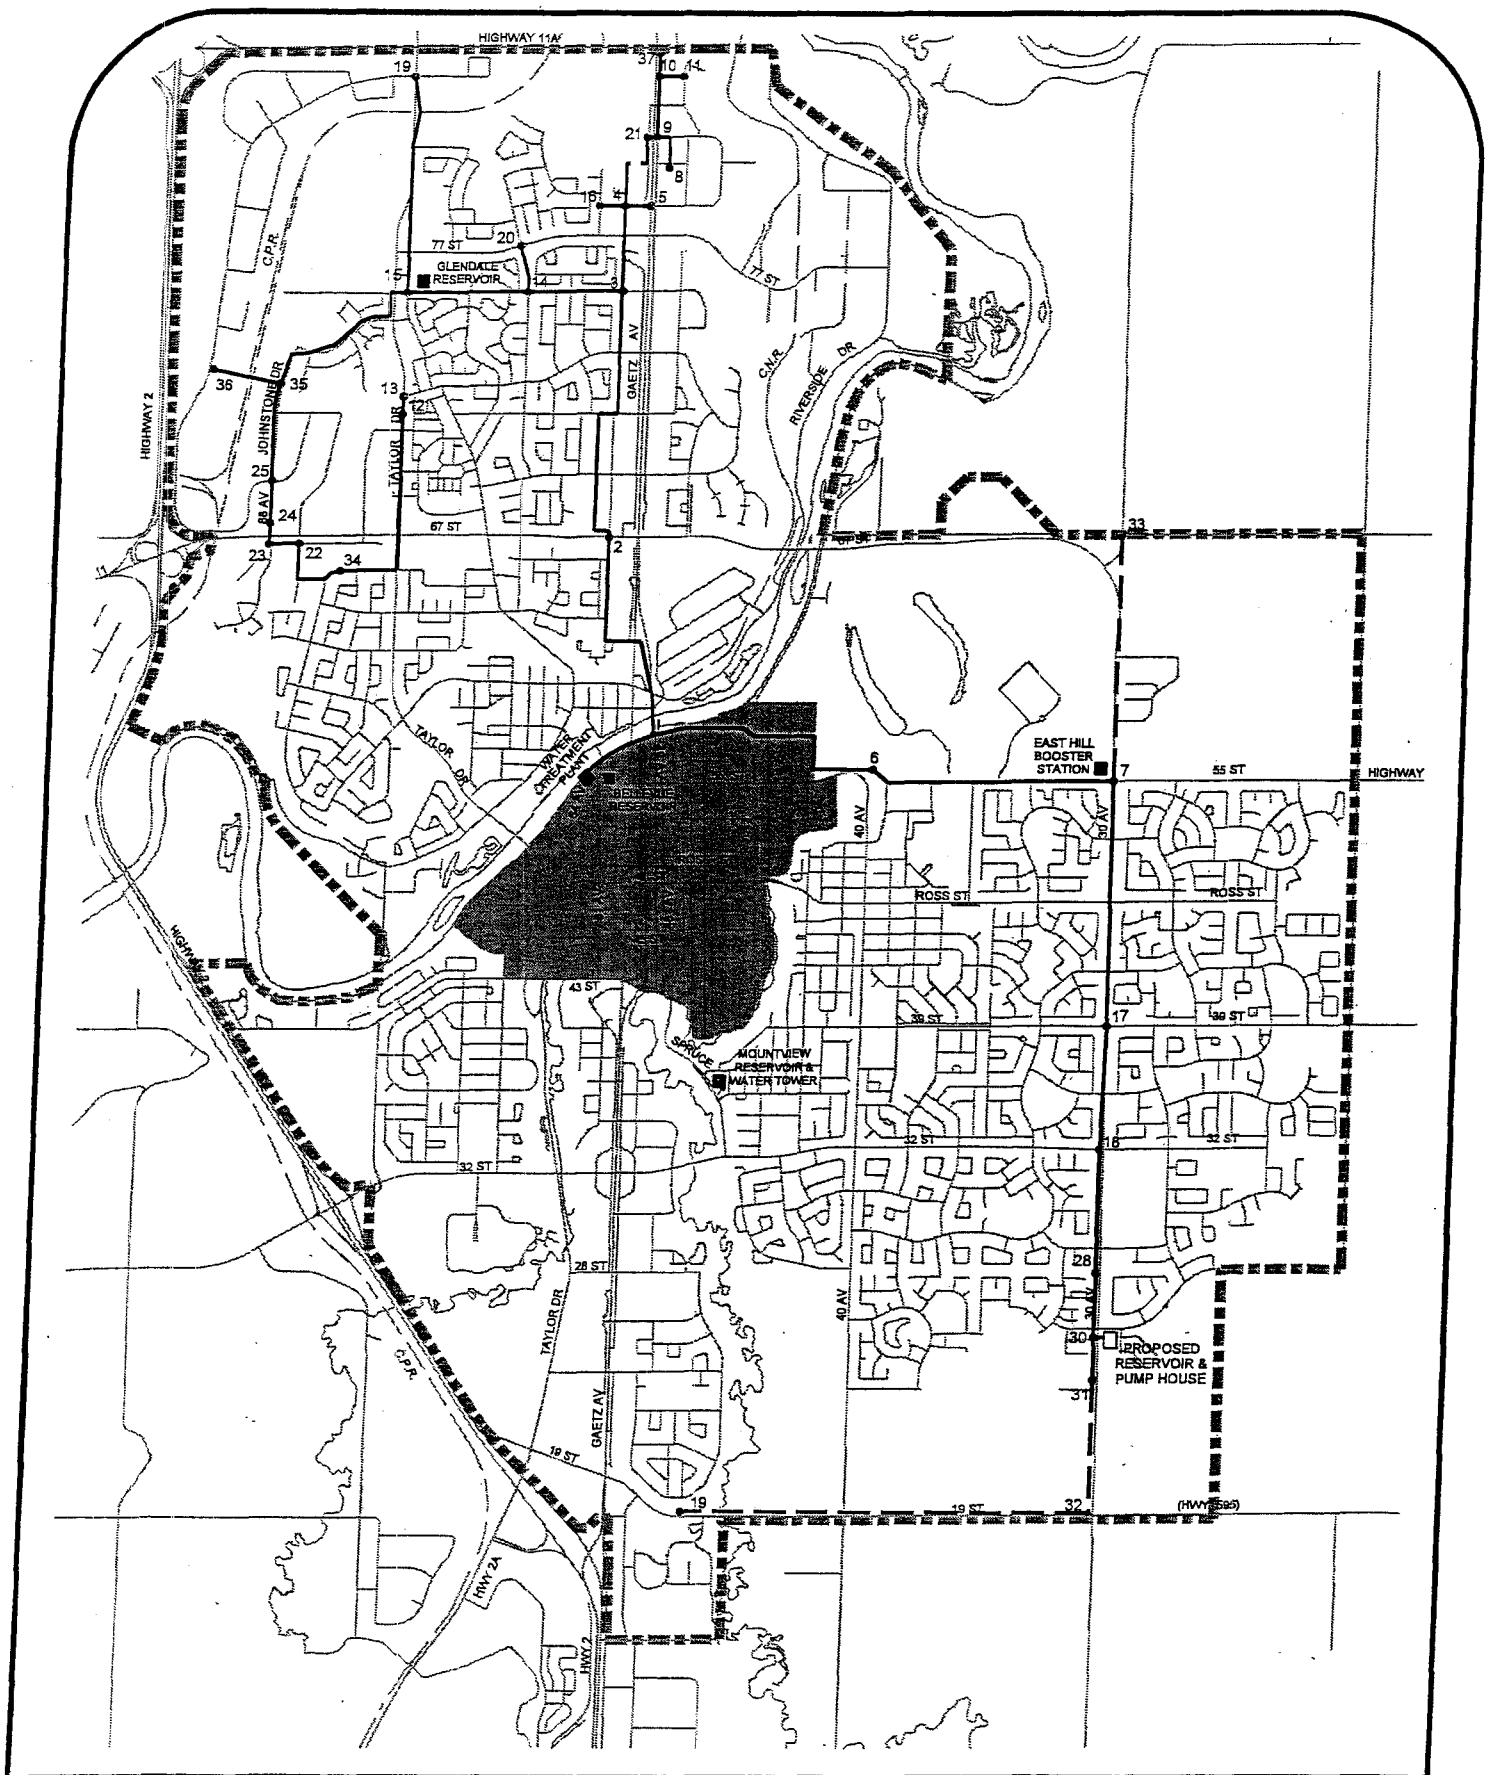 HIGHWAY 11A
37
19
10
11
21
9
8
16
4
5
77 ST
20
GLENDALE
RESERVOIR
15
14
3
77 ST
C.P.R.
GAETZ AV
C.N.R.
RIVERSIDE DR
36
35
JOHNSTONE DR
13
TAYLOR DR
HIGHWAY 2
25
24
67 ST
23
22
34
2
33
WATER
TREATMENT
PLANT
TAYLOR DR
6
EAST HILL
BOOSTER
STATION
7
55 ST
HIGHWAY
40 AV
30 AV
ROSS ST
ROSS ST
HIGHWAY 2
43 ST
39 ST
17
39 ST
SPRUCE
MOUNTVIEW
RESERVOIR &
WATER TOWER
32 ST
18
32 ST
32 ST
28 ST
28
30 AV
40 AV
TAYLOR DR
30
PROPOSED
RESERVOIR &
PUMP HOUSE
31
C.P.R.
GAETZ AV
19 ST
19
19 ST
32
HWY 2A
HWY 2